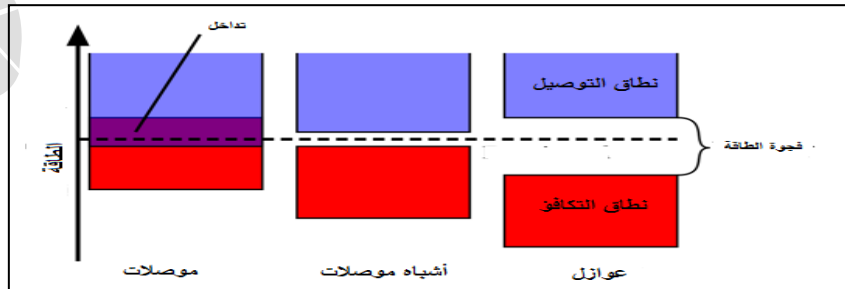 تداخل
نطاق التوصيل
فجوة الطاقة
الطاقة
نطاق التكافؤ
موصلات
أشباه موصلات
عوازل